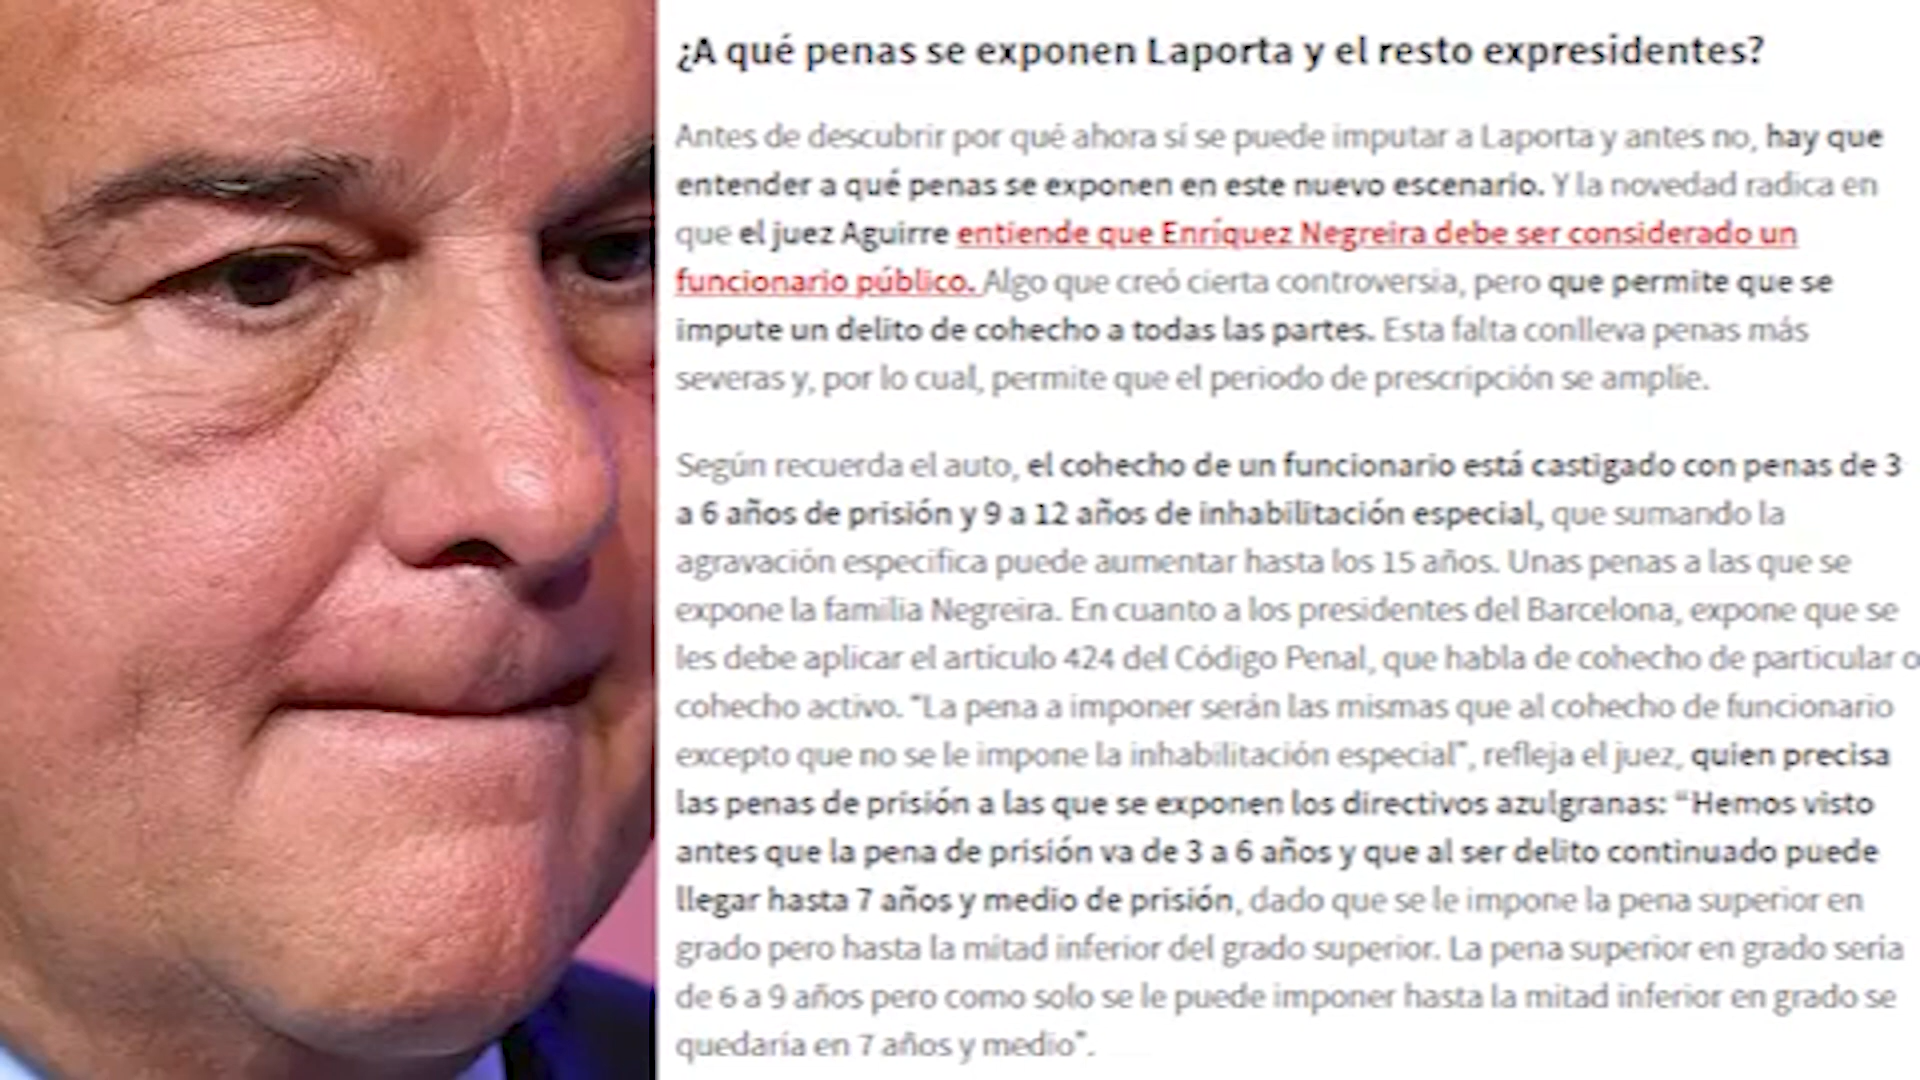 ¿A qué penas se exponen Laporta y el resto expresidentes?
Antes de descubrir por qué ahora sí se puede imputar a Laporta y antes no, hay que
entender a qué penas se exponen en este nuevo escenario. Y la novedad radica en
que el juez Aguirre entiende que Enríquez Negreira debe ser considerado un
funcionario público. Algo que creó cierta controversia, pero que permite que se
impute un delito de cohecho a todas las partes. Esta falta conlleva penas más
severas y, por lo cual, permite que el periodo de prescripción se amplíe.
Según recuerda el auto, el cohecho de un funcionario está castigado con penas de 3
a 6 años de prisión y 9 a 12 años de inhabilitación especial, que sumando la
agravación específica puede aumentar hasta los 15 años. Unas penas a las que se
expone la familia Negreira. En cuanto a los presidentes del Barcelona, expone que se
les debe aplicar el artículo 424 del Código Penal, que habla de cohecho de particular o
cohecho activo. "La pena a imponer serán las mismas que al cohecho de funcionario
excepto que no se le impone la inhabilitación especial", refleja el juez, quien precisa
las penas de prisión a las que se exponen los directivos azulgranas: "Hemos visto
antes que la pena de prisión va de 3 a 6 años y que al ser delito continuado puede
llegar hasta 7 años y medio de prisión, dado que se le impone la pena superior en
grado pero hasta la mitad inferior del grado superior. La pena superior en grado sería
de 6 a 9 años pero como solo se le puede imponer hasta la mitad inferior en grado se
quedaría en 7 años y medio".